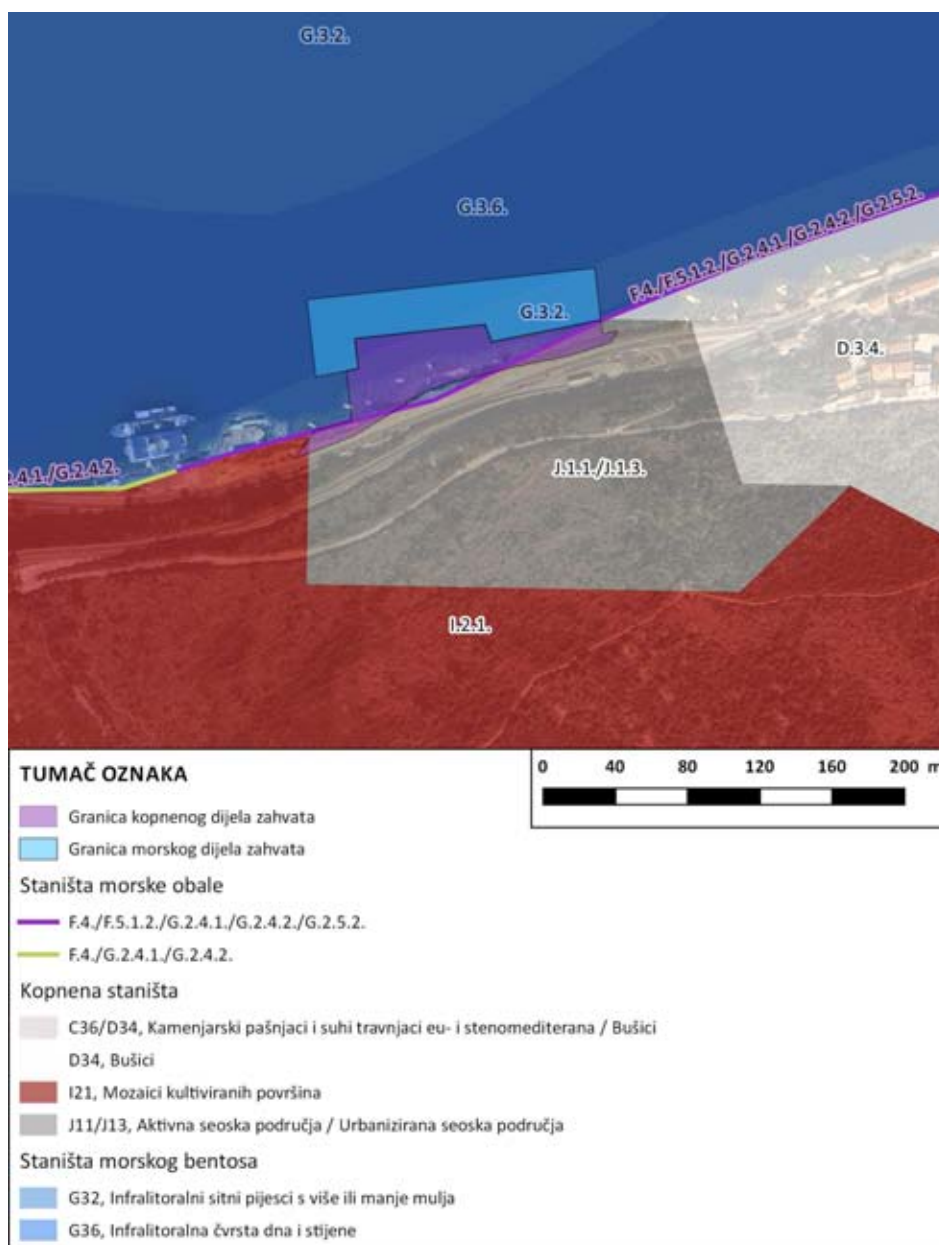 G.3.2.
G.3.6.
F.4./F.5.1.2./G.2.4.1./G.2.4.2./G.2.5.2.
G.3.2.
D.3.4.
2.4.1./G.2.4.2.
J.1.1./J.1.3.
I.2.1.
TUMAČ OZNAKA
0 40 80 120 160 200 m
Granica kopnenog dijela zahvata
Granica morskog dijela zahvata
Staništa morske obale
F.4./F.5.1.2./G.2.4.1./G.2.4.2./G.2.5.2.
F.4./G.2.4.1./G.2.4.2.
Kopnena staništa
C36/D34, Kamenjarski pašnjaci i suhi travnjaci eu- i stenomediterana / Bušici
D34, Bušici
I21, Mozaici kultiviranih površina
J11/J13, Aktivna seoska područja / Urbanizirana seoska područja
Staništa morskog bentosa
G32, Infralitoralni sitni pijesci s više ili manje mulja
G36, Infralitoralna čvrsta dna i stijene